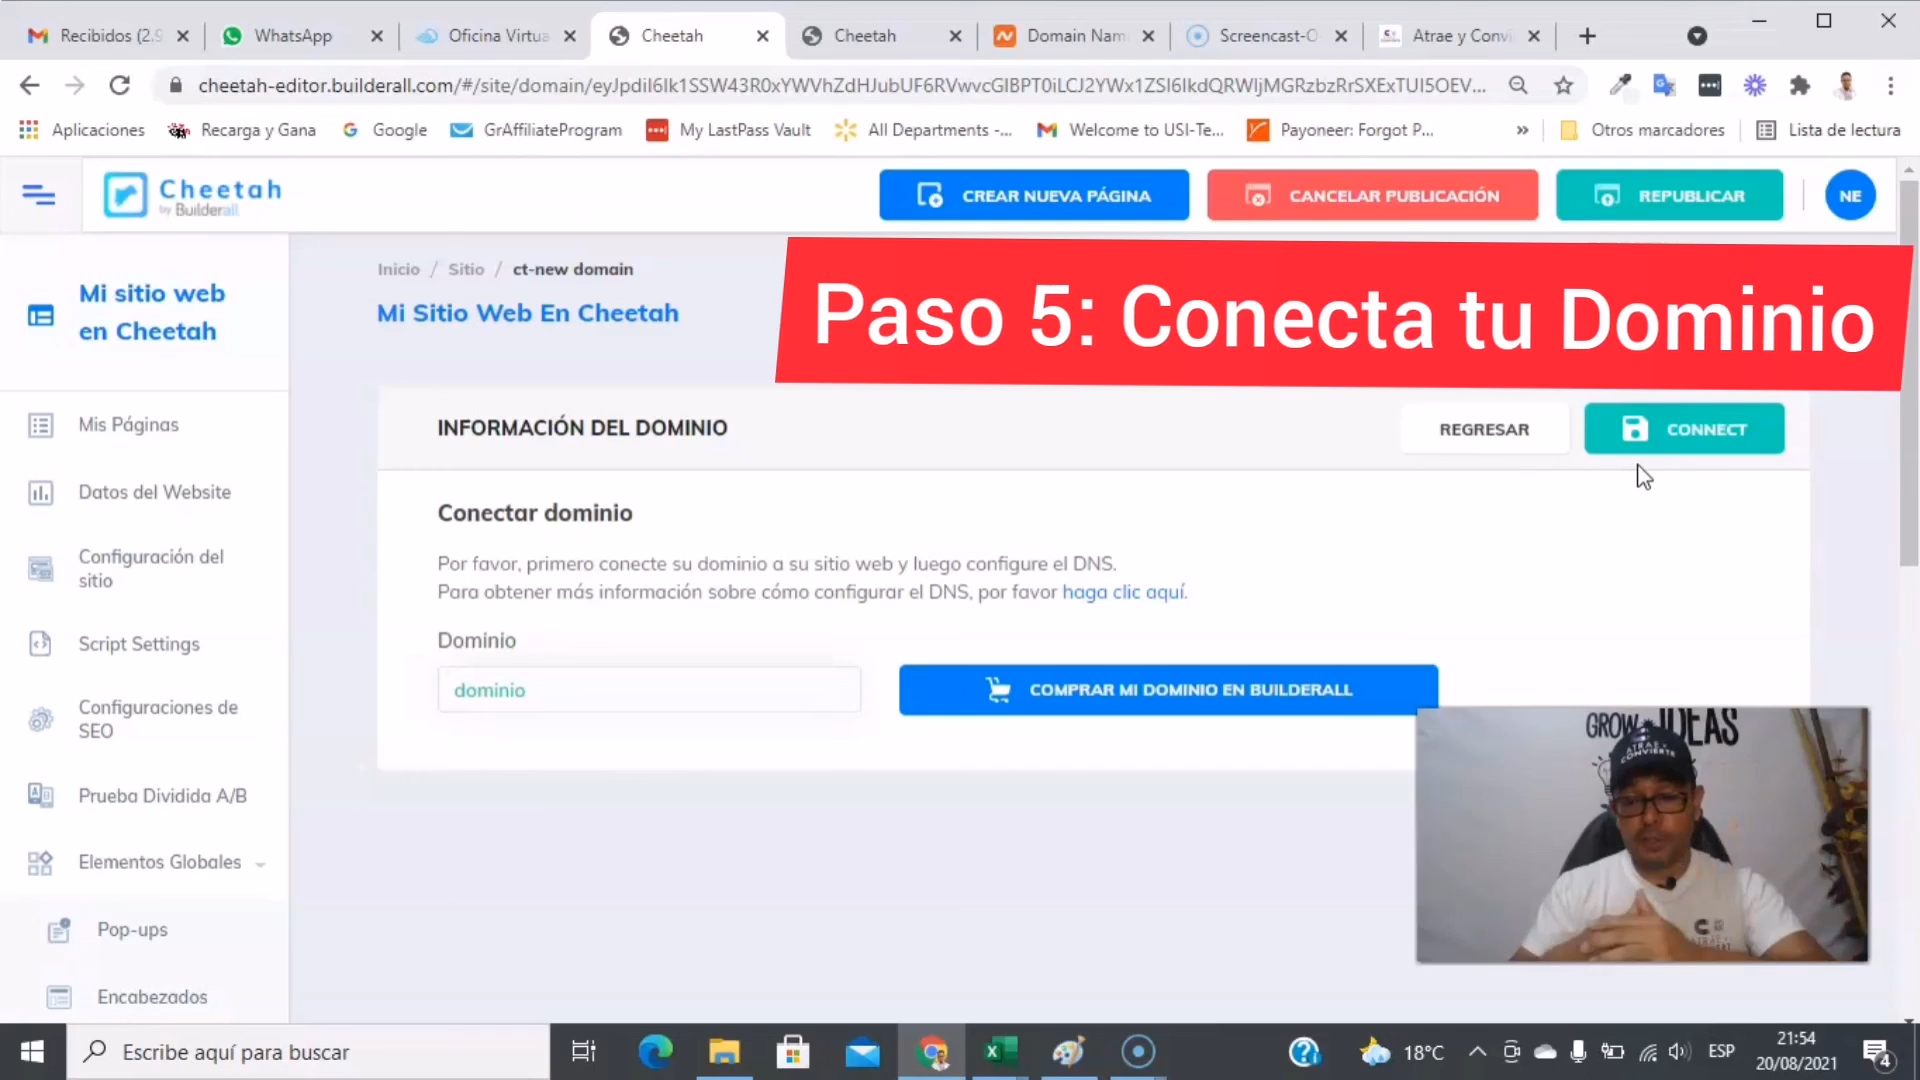 Recibidos (2.9
WhatsApp
Oficina Virtua
Cheetah
Cheetah
Domain Nam
Screencast-O
Atrae y Convi
cheetah-editor.builderall.com/#/site/domain/
Aplicaciones
Recarga y Gana
Google
GrAffiliateProgram
My LastPass Vault
All Departments -...
Welcome to USI-Te...
Payoneer: Forgot P...
»
Otros marcadores
Lista de lectura
Cheetah
by Builderall
CREAR NUEVA PÁGINA
CANCELAR PUBLICACIÓN
REPUBLICAR
NE
Mi sitio web
en Cheetah
Inicio / Sitio / ct-new domain
Mi Sitio Web En Cheetah
Paso 5: Conecta tu Dominio
Mis Páginas
Datos del Website
Configuración del
sitio
Script Settings
Configuraciones de
SEO
Prueba Dividida A/B
Elementos Globales
Pop-ups
Encabezados
INFORMACIÓN DEL DOMINIO
REGRESAR
CONNECT
Conectar dominio
Por favor, primero conecte su dominio a su sitio web y luego configure el DNS.
Para obtener más información sobre cómo configurar el DNS, por favor haga clic aquí.
Dominio
dominio
COMPRAR MI DOMINIO EN BUILDERALL
GROW IDEAS
ATRAE Y
CONVIERTE
Escribe aquí para buscar
18°C
ESP
21:54
20/08/2021
4